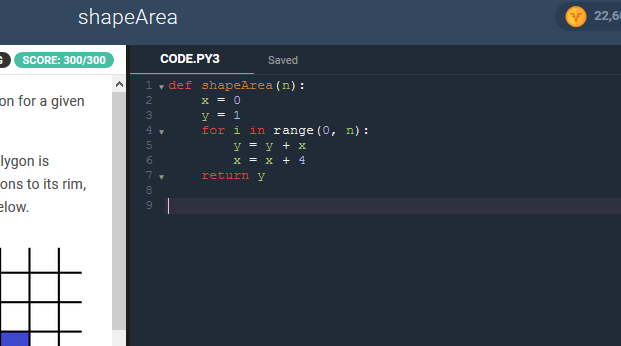 shapeArea
22,6
SCORE: 300/300
CODE.PY3
Saved
on for a given
lygon is
ons to its rim,
elow.
1 def shapeArea(n):
2 x = 0
3 y = 1
4 for i in range(0, n):
5 y = y + x
6 x = x + 4
7 return y
8
9